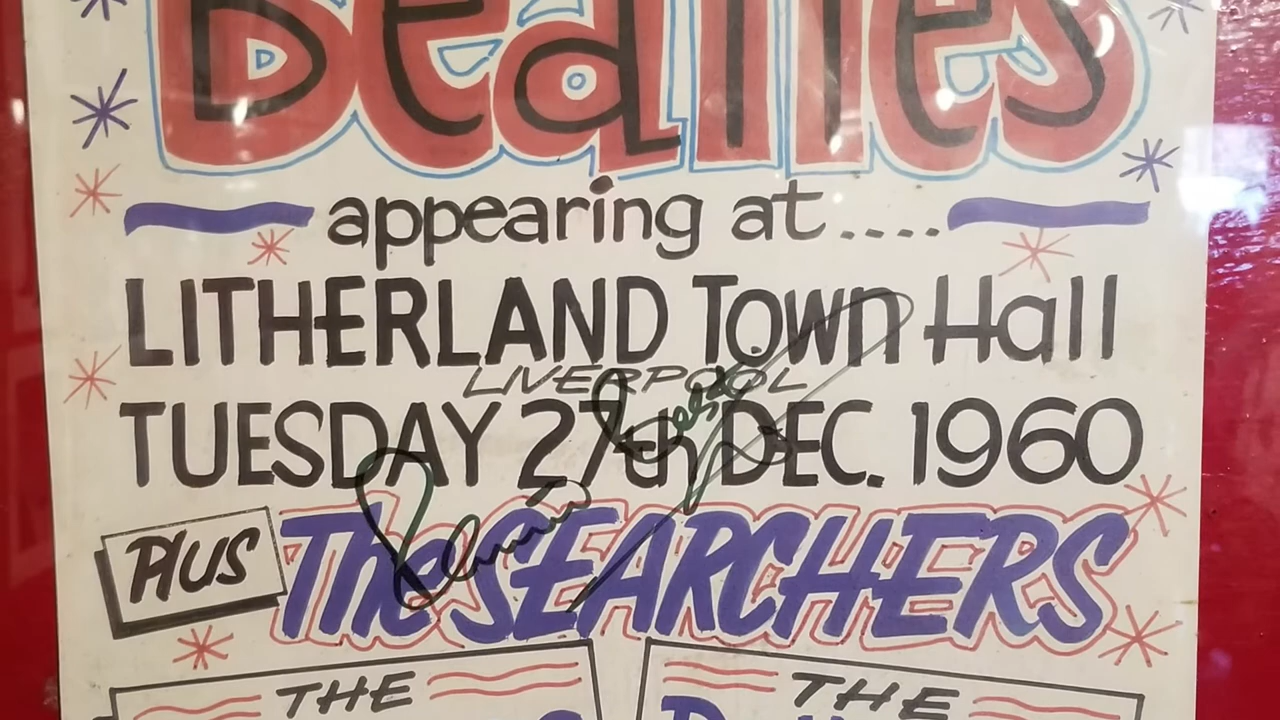 Beatles
appearing at....
LITHERLAND TOWN Hall
LIVERPOOL
TUESDAY 27th DEC. 1960
PlUS
The SEARCHERS
THE
THE